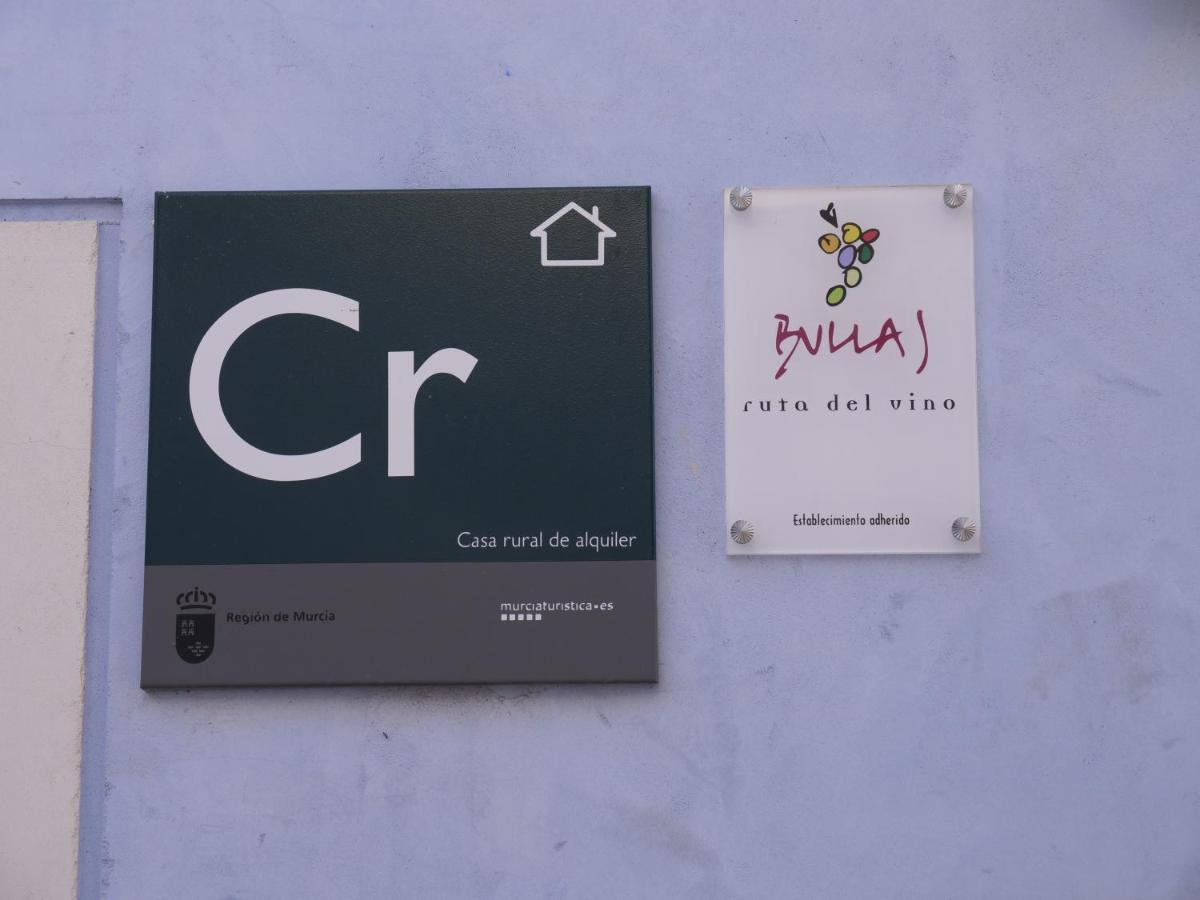 Cr
Casa rural de alquiler
Región de Murcia
murciaturistica.es
BULLAS
ruta del vino
Establecimiento adherido